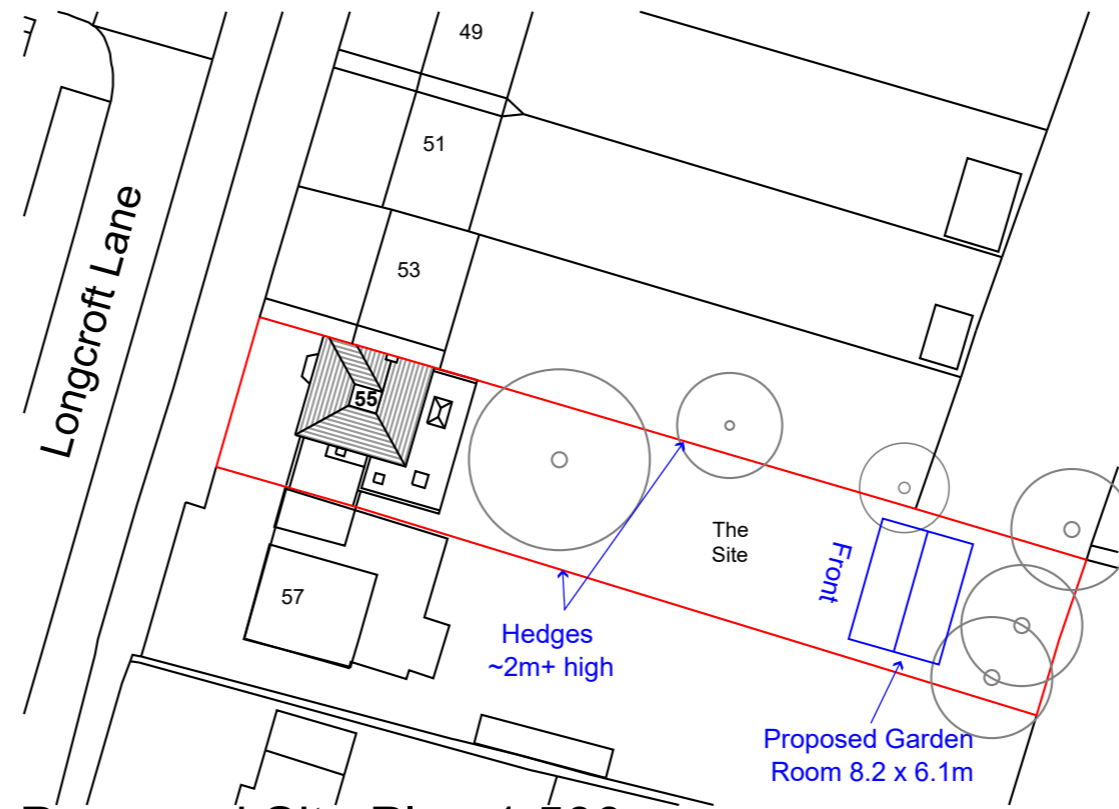 49
51
Longcroft Lane
53
55
The
Site
Front
57
Hedges
~2m+ high
Proposed Garden
Room 8.2 x 6.1m